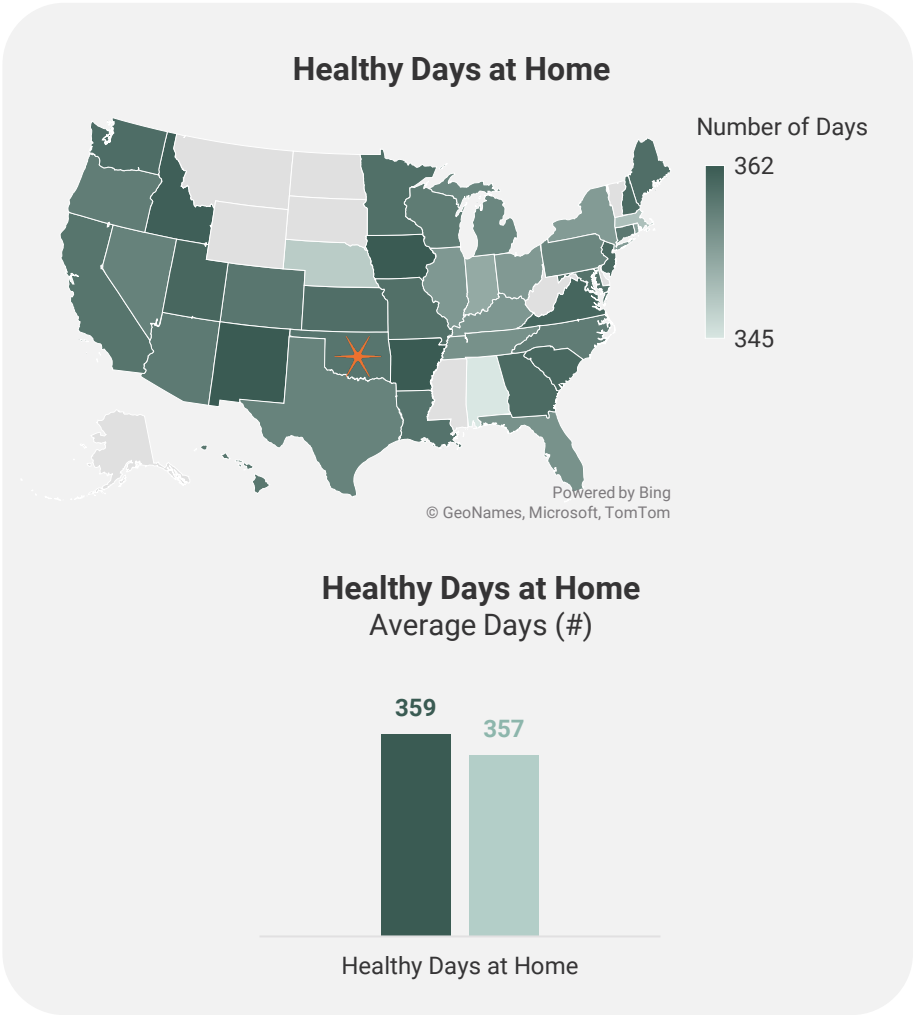 Healthy Days at Home
Number of Days
362
345
Powered by Bing
© GeoNames, Microsoft, TomTom
Healthy Days at Home
Average Days (#)
359
357
Healthy Days at Home